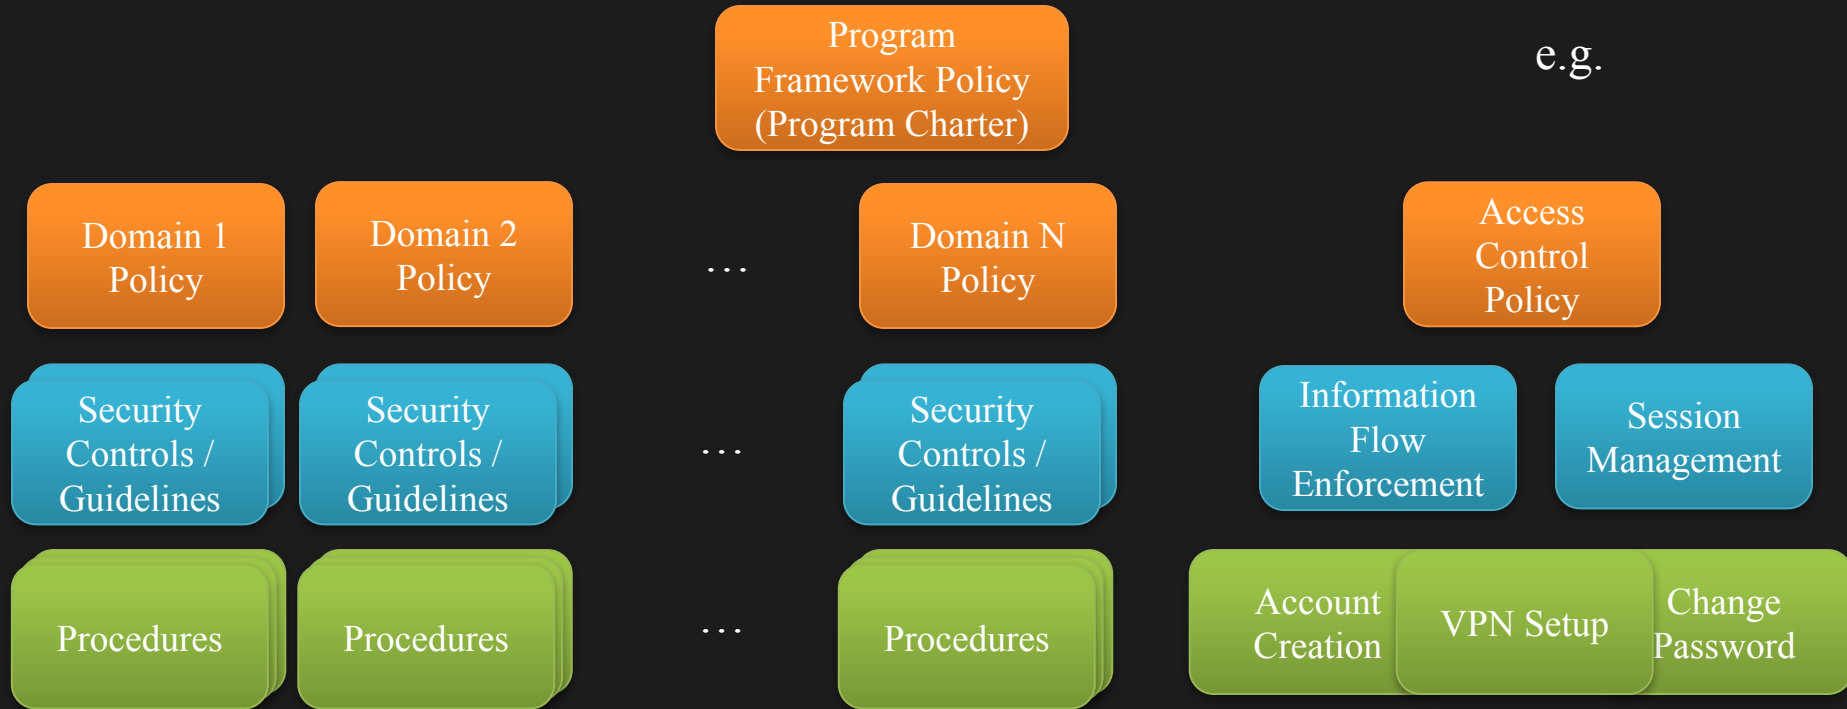 Program
Framework Policy
(Program Charter)
e.g.
Domain 1
Policy
Domain 2
Policy
...
Domain N
Policy
Access
Control
Policy
Security
Controls /
Guidelines
Security
Controls /
Guidelines
...
Security
Controls /
Guidelines
Information
Flow
Enforcement
Session
Management
Procedures
Procedures
...
Procedures
Account
Creation
VPN Setup
Change
Password